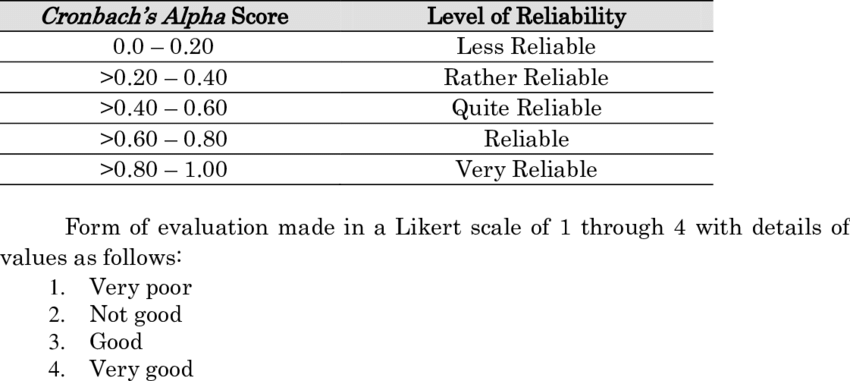 Cronbach's Alpha Score Level of Reliability
0.0 – 0.20 Less Reliable
>0.20 – 0.40 Rather Reliable
>0.40 – 0.60 Quite Reliable
>0.60 – 0.80 Reliable
>0.80 – 1.00 Very Reliable
Form of evaluation made in a Likert scale of 1 through 4 with details of
values as follows:
1. Very poor
2. Not good
3. Good
4. Very good